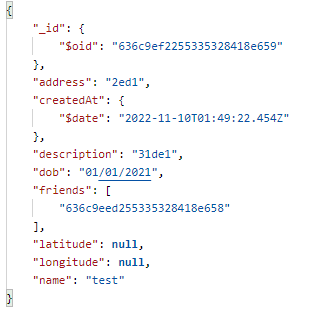 {
"_id": {
"$oid": "636c9ef2255335328418e659"
},
"address": "2ed1",
"createdAt": {
"$date": "2022-11-10T01:49:22.454Z"
},
"description": "31de1",
"dob": "01/01/2021",
"friends": [
"636c9eed255335328418e658"
],
"latitude": null,
"longitude": null,
"name": "test"
}